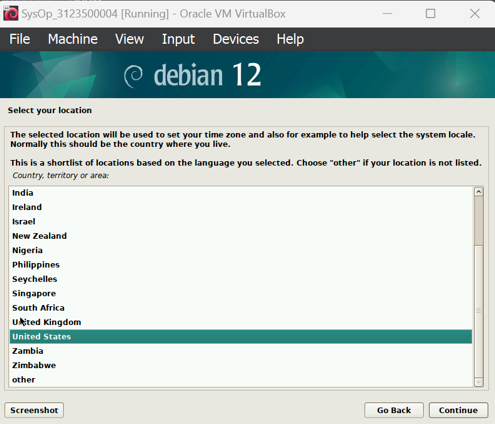 SysOp_3123500004 [Running] - Oracle VM VirtualBox
File Machine View Input Devices Help
debian 12
Select your location
The selected location will be used to set your time zone and also for example to help select the system locale.
Normally this should be the country where you live.
This is a shortlist of locations based on the language you selected. Choose "other" if your location is not listed.
Country, territory or area:
India
Ireland
Israel
New Zealand
Nigeria
Philippines
Seychelles
Singapore
South Africa
United Kingdom
United States
Zambia
Zimbabwe
other
Screenshot Go Back Continue